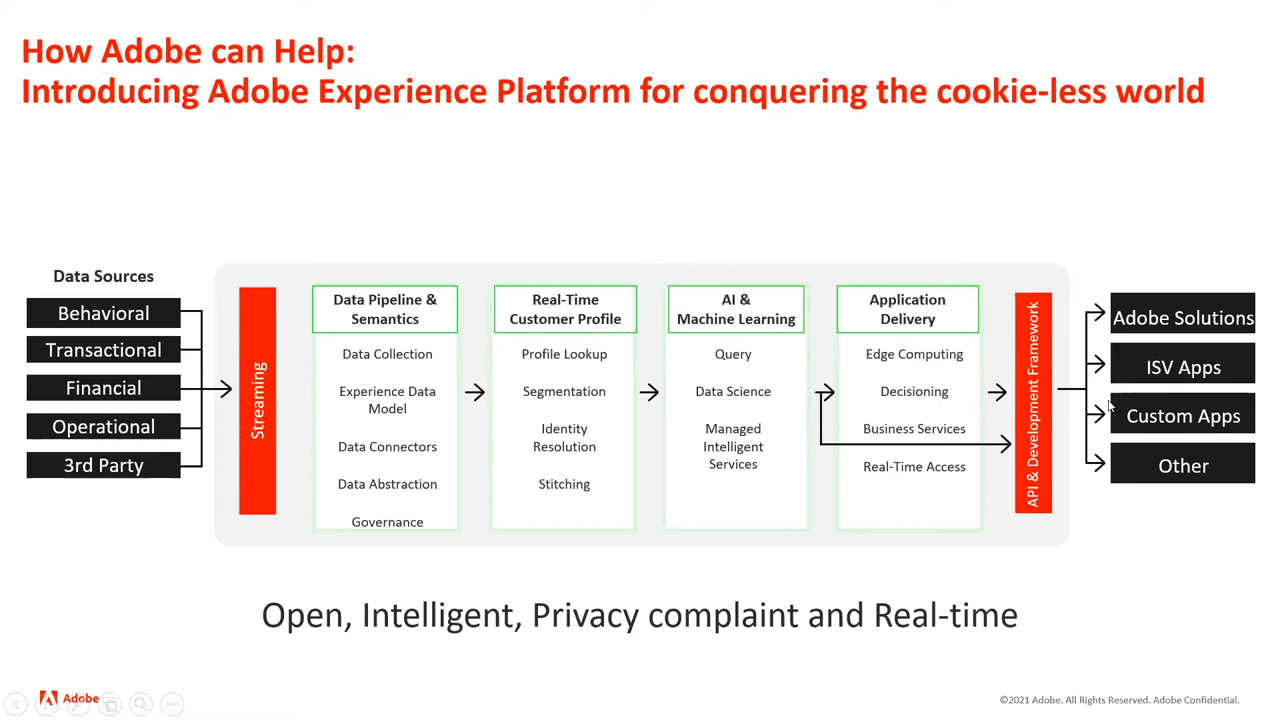 How Adobe can Help:
Introducing Adobe Experience Platform for conquering the cookie-less world
Data Sources
Behavioral
Transactional
Financial
Operational
3rd Party
Streaming
Data Pipeline &
Semantics
Data Collection
Experience Data
Model
Data Connectors
Data Abstraction
Governance
Real-Time
Customer Profile
Profile Lookup
Segmentation
Identity
Resolution
Stitching
AI &
Machine Learning
Query
Data Science
Managed
Intelligent
Services
Application
Delivery
Edge Computing
Decisioning
Business Services
Real-Time Access
API & Development Framework
Adobe Solutions
ISV Apps
Custom Apps
Other
Open, Intelligent, Privacy complaint and Real-time
Adobe
©2021 Adobe. All Rights Reserved. Adobe Confidential.